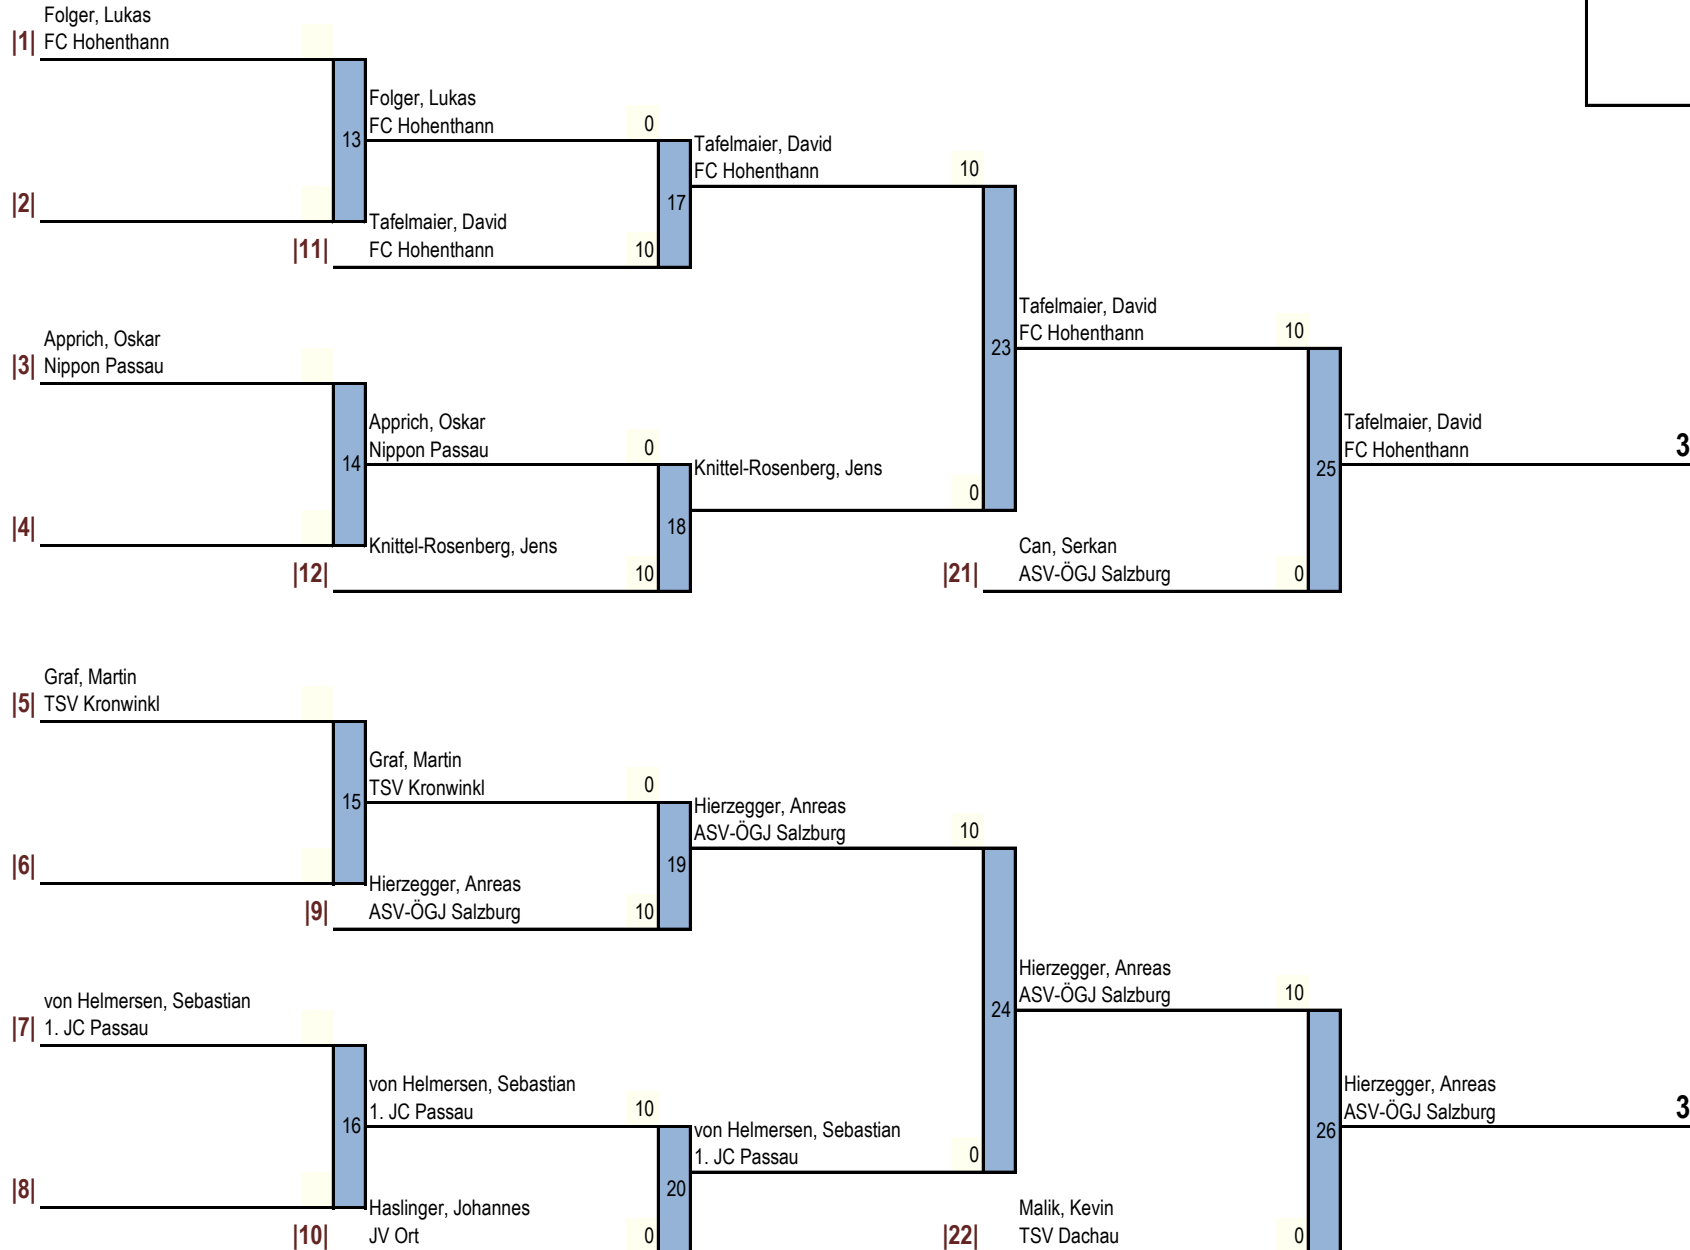 Folger, Lukas
|1| FC Hohenthann
Folger, Lukas
FC Hohenthann 0
13
Tafelmaier, David
FC Hohenthann 10
|2|
17
Tafelmaier, David
|11| FC Hohenthann 10
Tafelmaier, David
FC Hohenthann 10
23
Apprich, Oskar
|3| Nippon Passau
Apprich, Oskar
Nippon Passau 0
14
Tafelmaier, David
FC Hohenthann 3
25
Knittel-Rosenberg, Jens
0
|4|
18
Knittel-Rosenberg, Jens
|12| 10
Can, Serkan
|21| ASV-ÖGJ Salzburg 0
Graf, Martin
|5| TSV Kronwinkl
Graf, Martin
TSV Kronwinkl 0
15
Hierzegger, Anreas
ASV-ÖGJ Salzburg 10
|6|
19
Hierzegger, Anreas
|9| ASV-ÖGJ Salzburg 10
Hierzegger, Anreas
ASV-ÖGJ Salzburg 10
24
von Helmersen, Sebastian
|7| 1. JC Passau
von Helmersen, Sebastian
1. JC Passau 10
16
Hierzegger, Anreas
ASV-ÖGJ Salzburg 3
26
von Helmersen, Sebastian
1. JC Passau 0
|8|
20
Haslinger, Johannes
|10| JV Ort 0
Malik, Kevin
|22| TSV Dachau 0